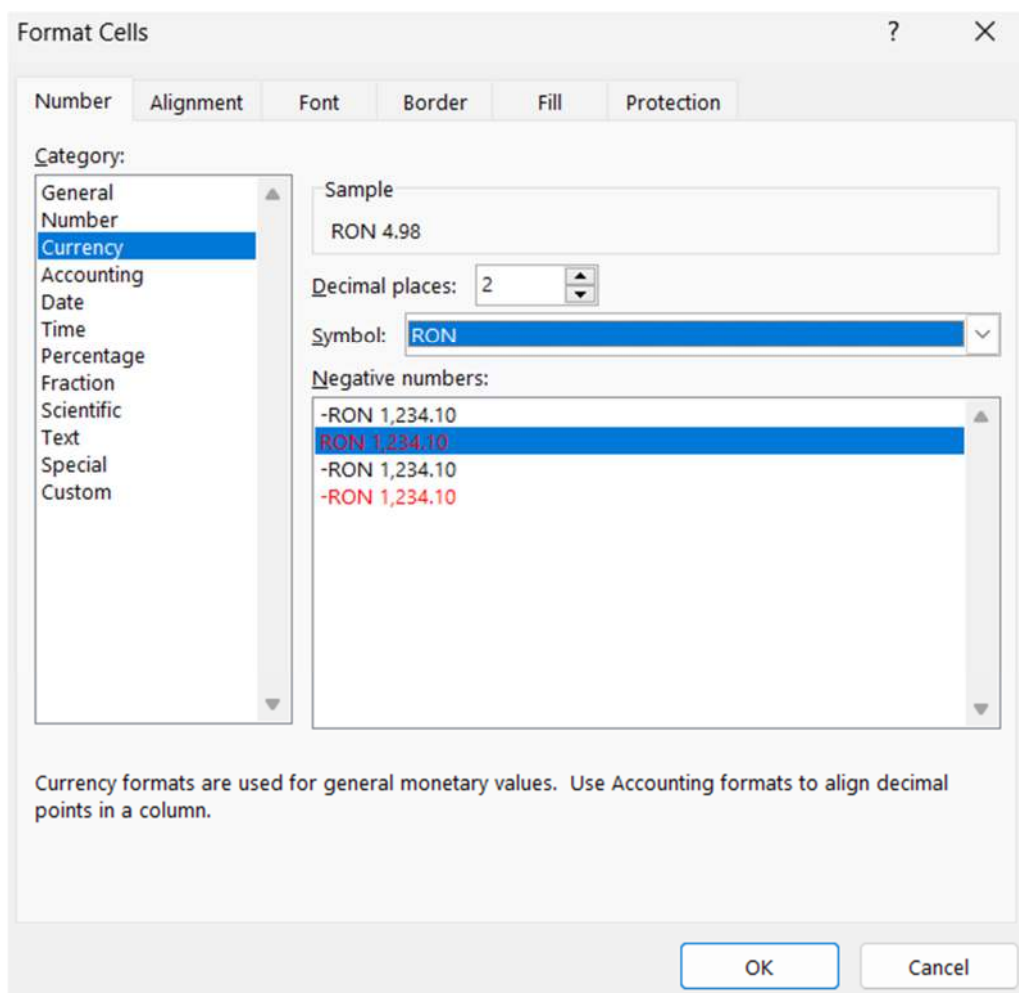 Format Cells ? ×
Number Alignment Font Border Fill Protection
Category:
General
Number
Currency
Accounting
Date
Time
Percentage
Fraction
Scientific
Text
Special
Custom
Sample
RON 4.98
Decimal places: 2
Symbol: RON
Negative numbers:
-RON 1,234.10
RON 1,234.10
-RON 1,234.10
-RON 1,234.10
Currency formats are used for general monetary values. Use Accounting formats to align decimal
points in a column.
OK Cancel